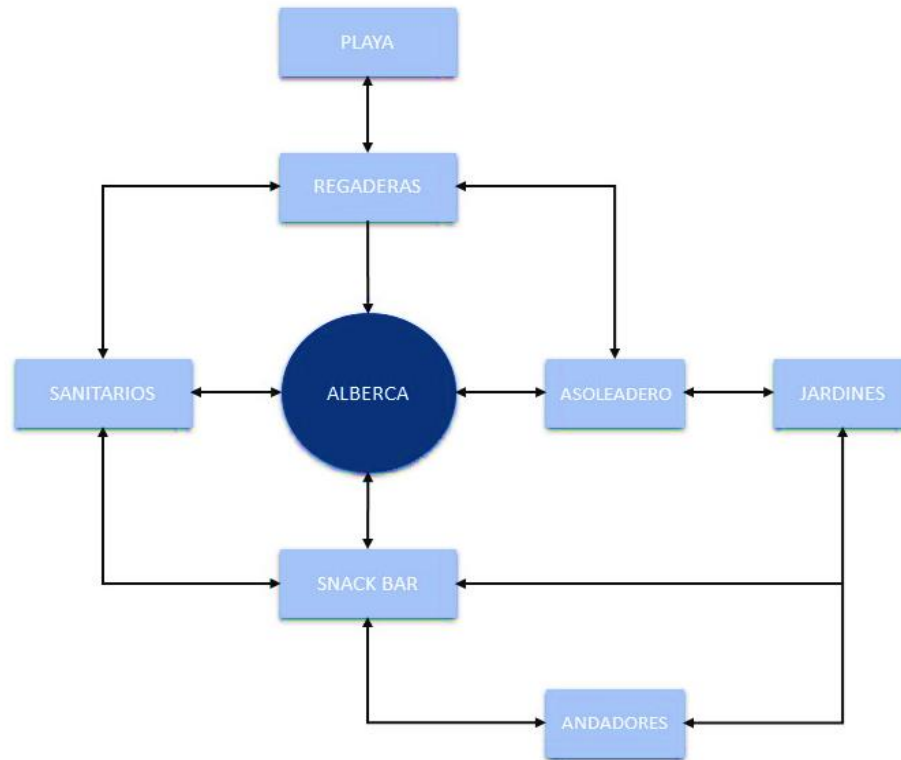 PLAYA
REGADERAS
SANITARIOS
ALBERCA
ASOLEADERO
JARDINES
SNACK BAR
ANDADORES